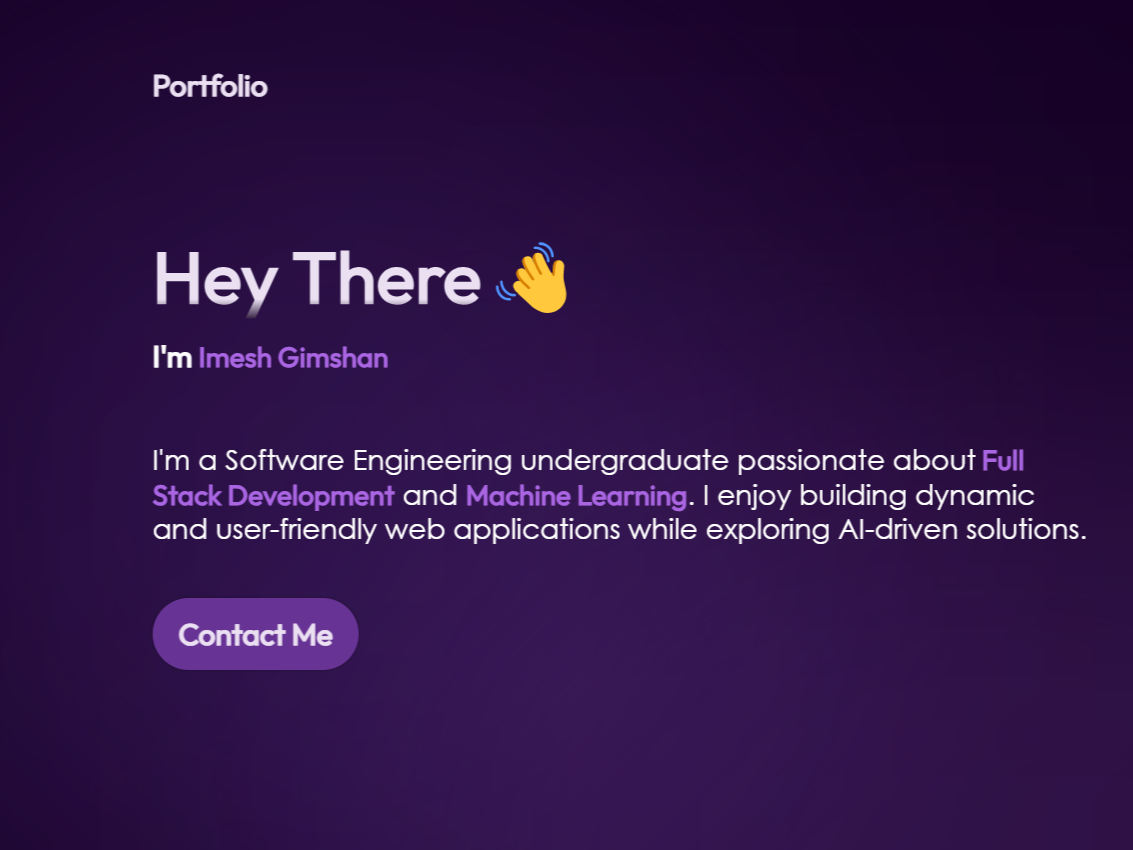 Portfolio
Hey There 👋
I'm Imesh Gimshan
I'm a Software Engineering undergraduate passionate about Full
Stack Development and Machine Learning. I enjoy building dynamic
and user-friendly web applications while exploring AI-driven solutions.
Contact Me